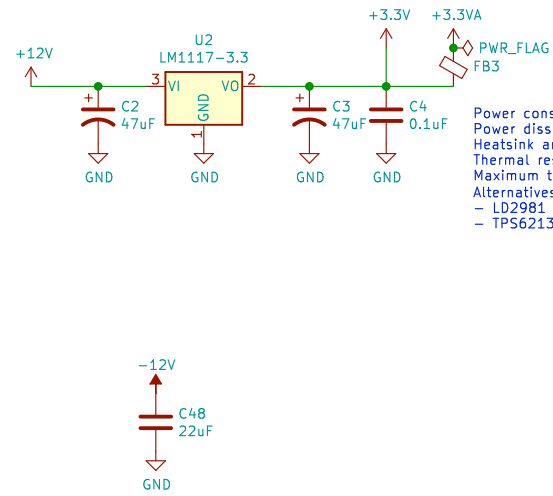 +3.3V
+3.3VA
+12V
U2
LM1117-3.3
PWR_FLAG
FB3
3
VI
VO
2
GND
1
+
C2
47uF
+
C3
47uF
C4
0.1uF
GND
GND
GND
GND
Power cons
Power diss
Heatsink a
Thermal re
Maximum t
Alternatives
- LD2981
- TPS6213
-12V
C48
22uF
GND